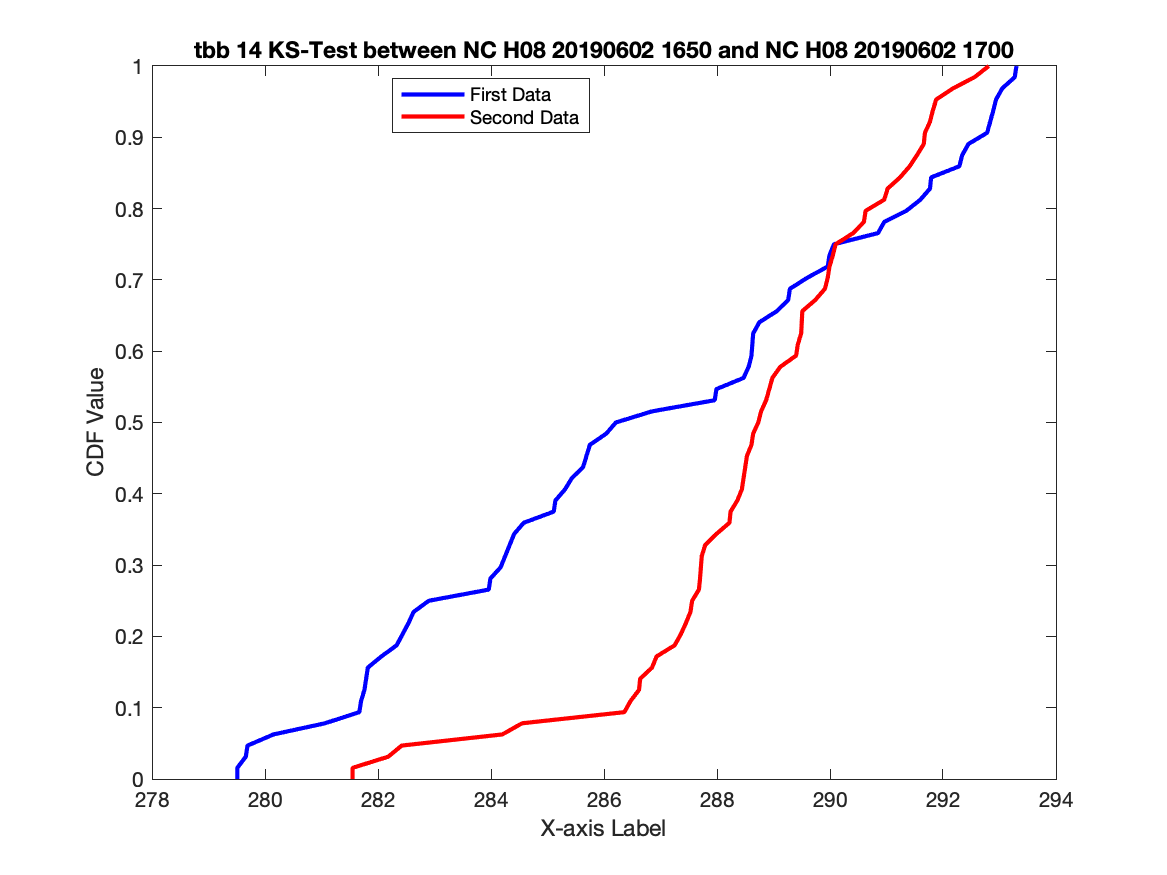 tbb 14 KS-Test between NC H08 20190602 1650 and NC H08 20190602 1700
First Data
Second Data
1
0.9
0.8
0.7
0.6
0.5
0.4
0.3
0.2
0.1
0
CDF Value
278 280 282 284 286 288 290 292 294
X-axis Label